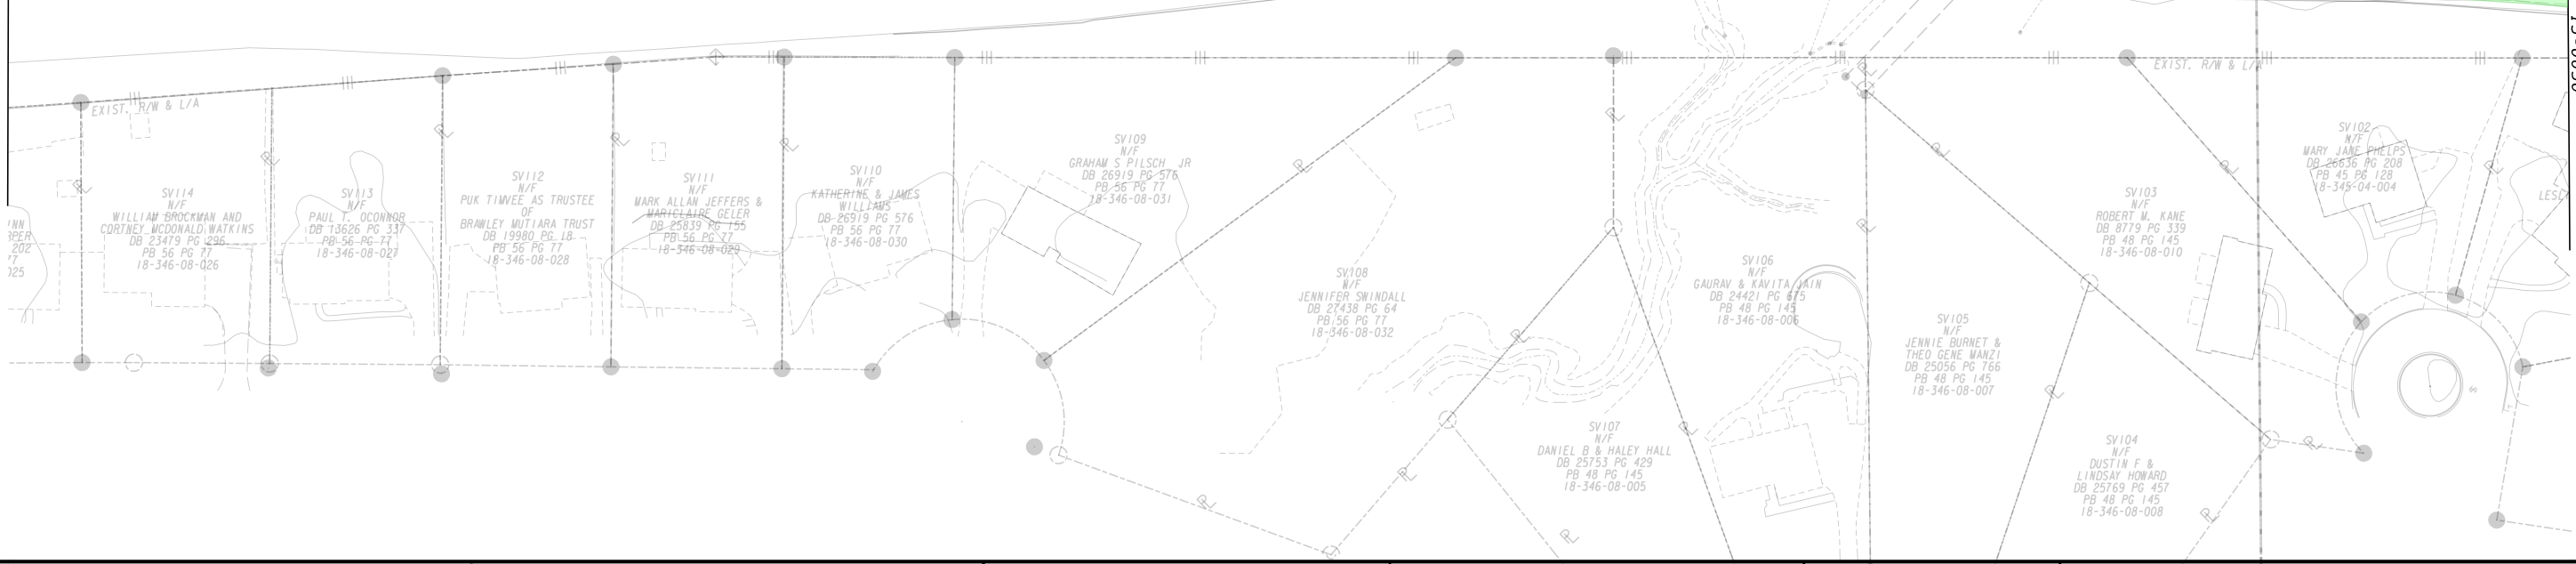 EXIST. R/W & L/A
SV114
N/F
WILLIAM BROCKMAN AND
CORTNEY MCDONALD WATKINS
DB 23479 PG 296
PB 56 PG 77
18-346-08-026
SV113
N/F
PAUL T. OCONNOR
DB 13626 PG 337
PB 56 PG 77
18-346-08-027
SV112
N/F
PUK TIMVEE AS TRUSTEE
OF
BRAWLEY MUTIARA TRUST
DB 19980 PG 18
PB 56 PG 77
18-346-08-028
SV111
N/F
MARK ALLAN JEFFERS &
MARICLAIRE GELER
DB 25839 PG 155
PB 56 PG 77
18-346-08-029
SV110
N/F
KATHERINE & JAMES
WILLIAMS
DB 26919 PG 576
PB 56 PG 77
18-346-08-030
SV109
N/F
GRAHAM S PILSCH JR
DB 26919 PG 576
PB 56 PG 77
18-346-08-031
SV108
N/F
JENNIFER SWINDALL
DB 27438 PG 64
PB 56 PG 77
18-346-08-032
SV107
N/F
DANIEL B & HALEY HALL
DB 25753 PG 429
PB 48 PG 145
18-346-08-005
SV106
N/F
GAURAV & KAVITA JAIN
DB 24421 PG 675
PB 48 PG 145
18-346-08-006
SV105
N/F
JENNIE BURNET &
THEO GENE MANZI
DB 25056 PG 766
PB 48 PG 145
18-346-08-007
SV104
N/F
DUSTIN F &
LINDSAY HOWARD
DB 25769 PG 457
PB 48 PG 145
18-346-08-008
SV103
N/F
ROBERT M. KANE
DB 8779 PG 339
PB 48 PG 145
18-346-08-010
EXIST. R/W & L/A
SV102
N/F
MARY JANE PHELPS
DB 26636 PG 208
PB 45 PG 128
18-345-04-004